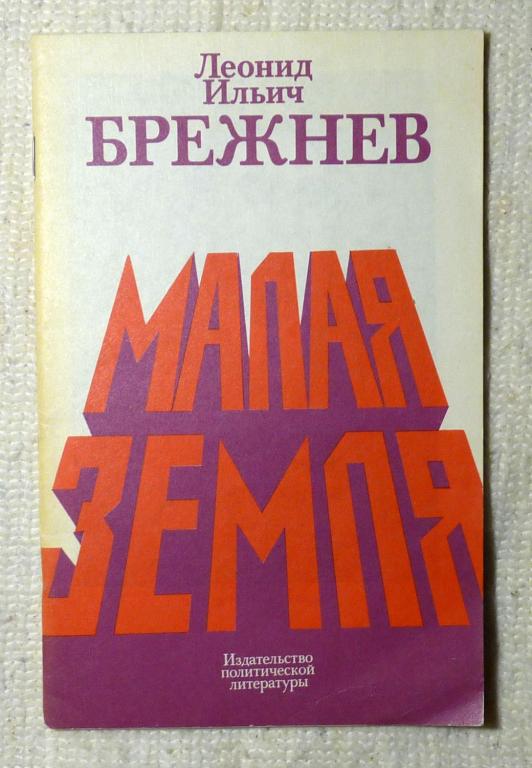 Леонид
Ильич
БРЕЖНЕВ
МАЛАЯ
ЗЕМЛЯ
Издательство
политической
литературы